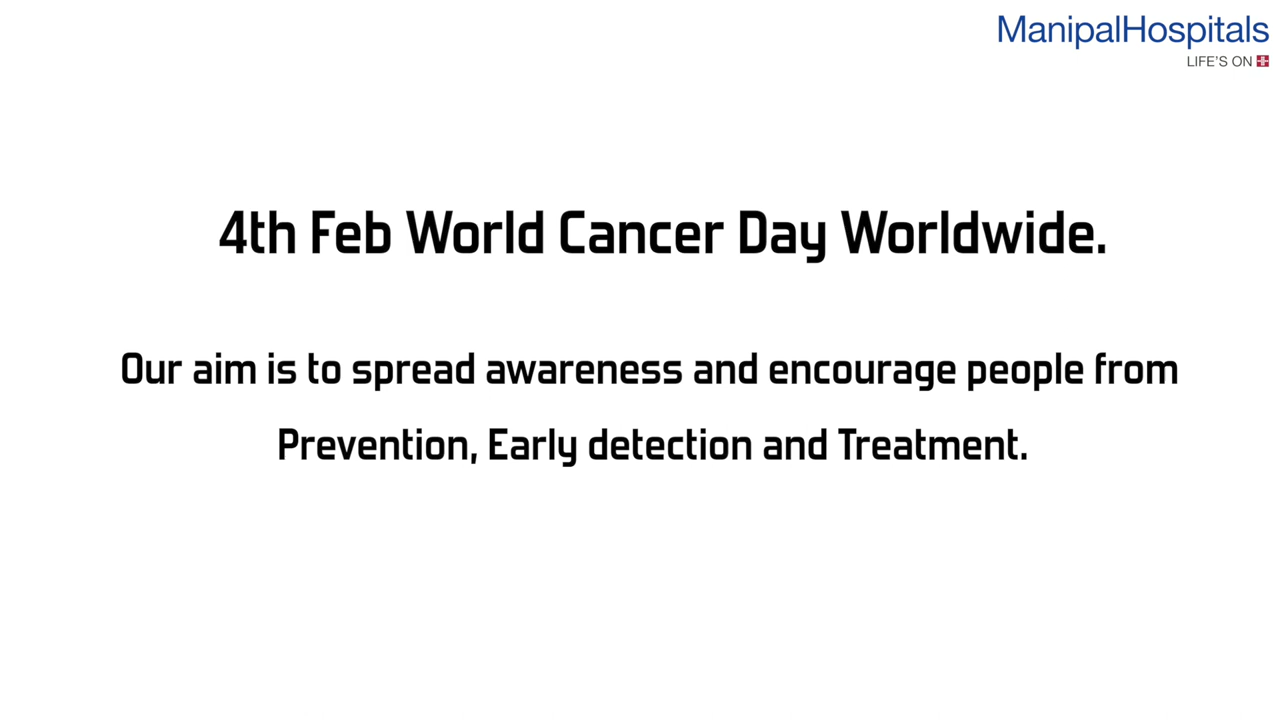 ManipalHospitals
LIFE'S ON
4th Feb World Cancer Day Worldwide.
Our aim is to spread awareness and encourage people from
Prevention, Early detection and Treatment.